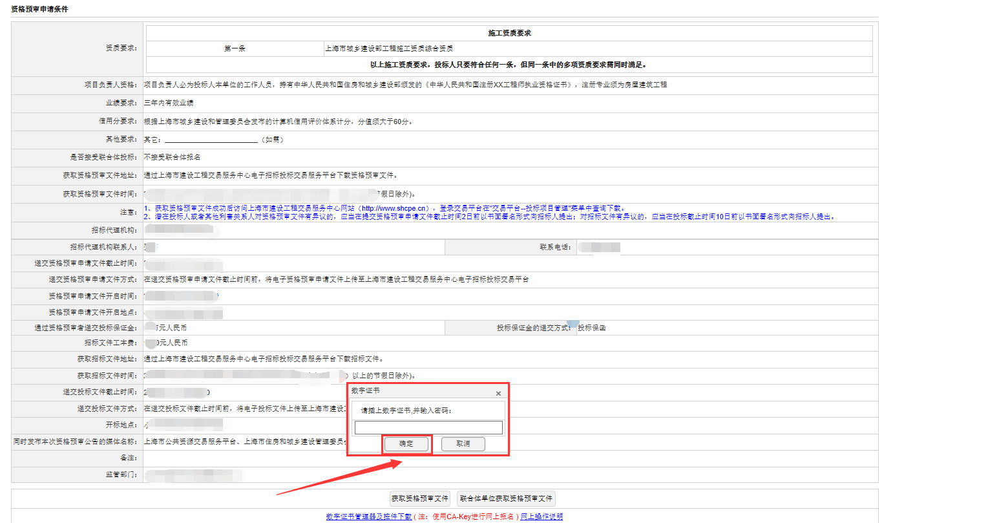 资格预审申请条件
施工资质要求
资质要求：
第一条 上海市城乡建设部工程施工资质综合资质
以上施工资质要求，投标人只要符合任何一条，但同一条中的多项资质要求需同时满足。
项目负责人资格： 项目负责人必为投标人本单位的工作人员，持有中华人民共和国住房和城乡建设部颁发的《中华人民共和国注册XX工程师执业资格证书》，注册专业须为房屋建筑工程
业绩要求： 三年内有效业绩
信用分要求： 根据上海市城乡建设和管理委员会发布的计算机信用评价体系计分，分值须大于60分。
其他要求： 其它：（如需）
是否接受联合体投标： 不接受联合体报名
获取资格预审文件地址： 通过上海市建设工程交易服务中心电子招标投标交易服务平台下载资格预审文件。
获取资格预审文件时间： 假日除外)。
注意： 1、获取资格预审文件成功后访问上海市建设工程交易服务中心网站（http://www.shcpe.cn），登录交易平台在"交易平台--投标项目管理"菜单中查询下载。
2、潜在投标人或者其他利害关系人对资格预审文件有异议的，应当在提交资格预审申请文件截止时间2日前以书面署名形式向招标人提出；对招标文件有异议的，应当在投标截止时间10日前以书面署名形式向招标人提出。
招标代理机构：
招标代理机构联系人： 联系电话：
递交资格预审申请文件截止时间：
递交资格预审申请文件方式： 在递交资格预审申请文件截止时间前，将电子资格预审申请文件上传至上海市建设工程交易服务中心电子招标投标交易平台
资格预审申请文件开启时间：
资格预审申请文件开启地点：
通过资格预审者递交投标保证金： 元人民币 投标保证金的递交方式： 投标保函
招标文件工本费： 0元人民币
获取招标文件地址： 通过上海市建设工程交易服务中心电子招标投标交易服务平台下载招标文件。
获取招标文件时间： ）以上的节假日除外)。
递交投标文件截止时间： 2 0
递交投标文件方式： 在递交投标文件截止时间前，将电子投标文件上传至上海市建设
开标地点：
同时发布本次资格预审公告的媒体名称： 上海市公共资源交易服务平台、上海市住房和城乡建设管理委员
备注：
监管部门：
数字证书 ×
请插上数字证书,并输入密码：
确定 取消
获取资格预审文件 联合体单位获取资格预审文件
数字证书管理器及控件下载 ( 注：使用CA-Key进行网上报名 ) 网上操作说明